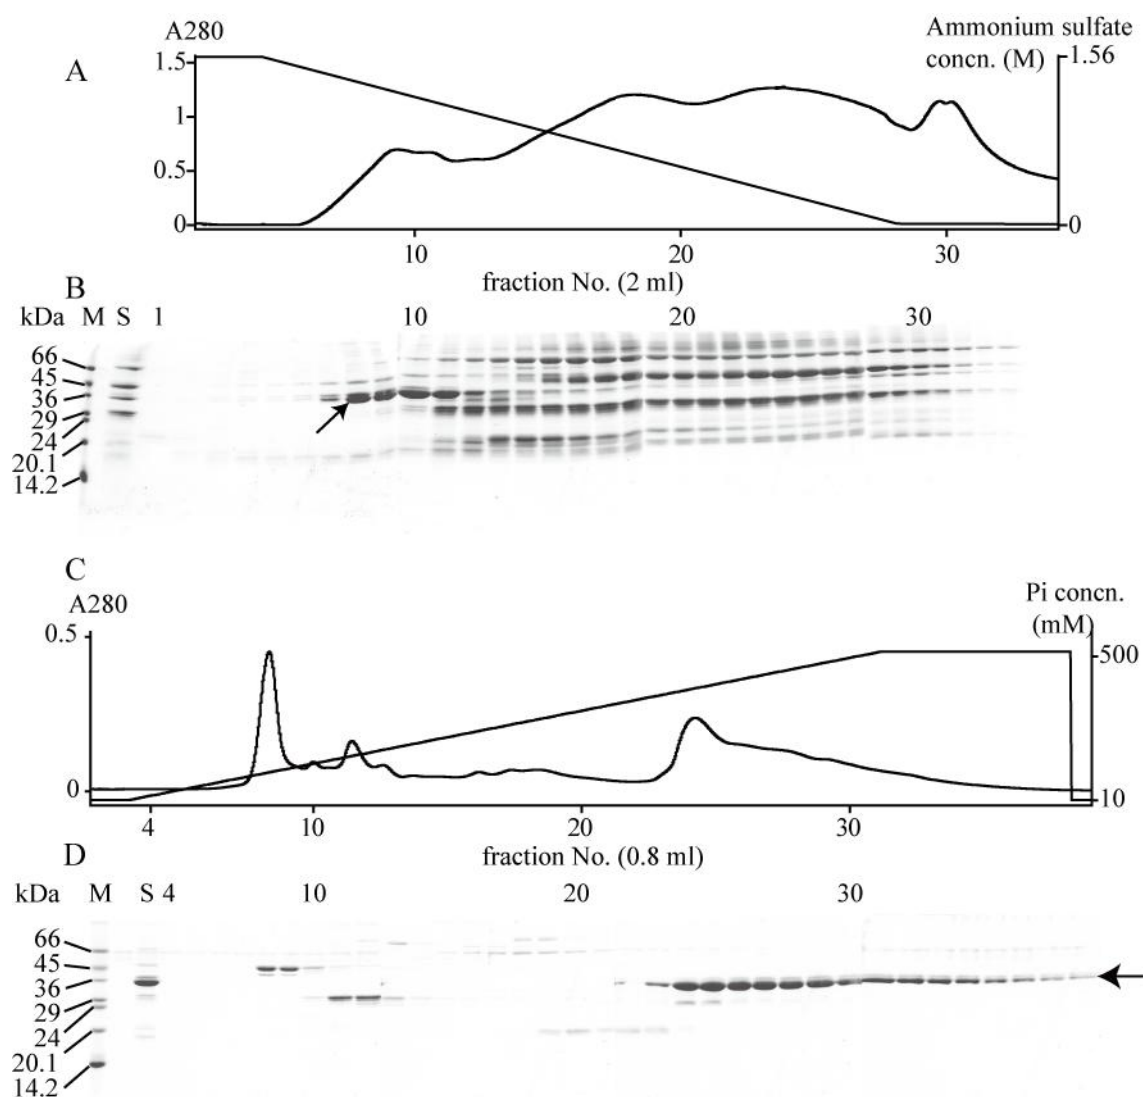 A
A280
Ammonium sulfate
concn. (M)
1.5
1
0.5
0
1.56
0
10 20 30
fraction No. (2 ml)
B
kDa M S 1 10 20 30
66
45
36
29
24
20.1
14.2
C
A280
Pi concn.
(mM)
0.5
0
500
10
4 10 20 30
fraction No. (0.8 ml)
D
kDa M S 4 10 20 30
66
45
36
29
24
20.1
14.2